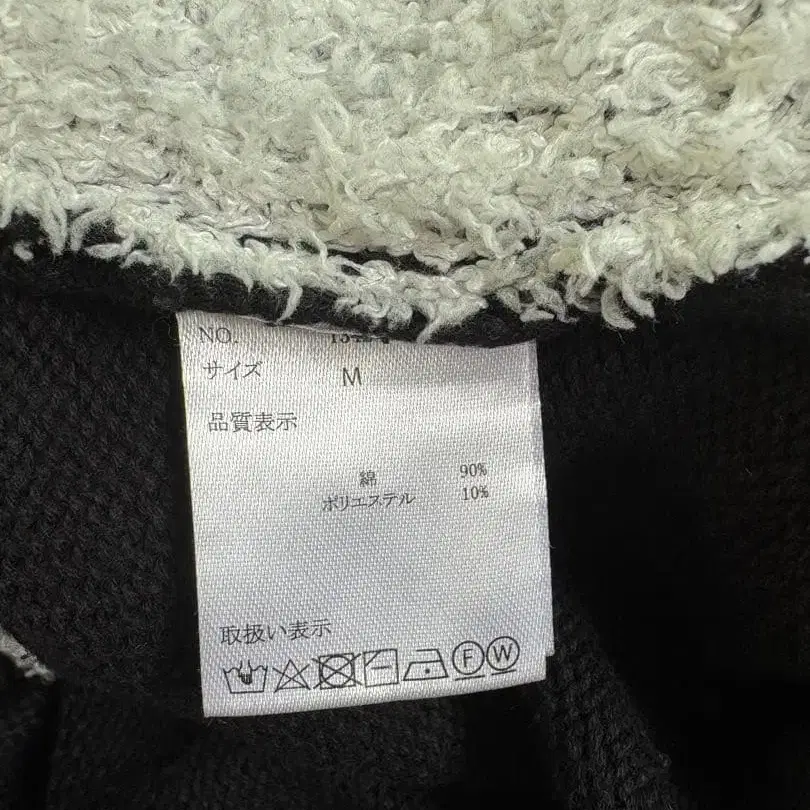 NO.
サイズ M
品質表示
綿 90%
ポリエステル 10%
取扱い表示
F W